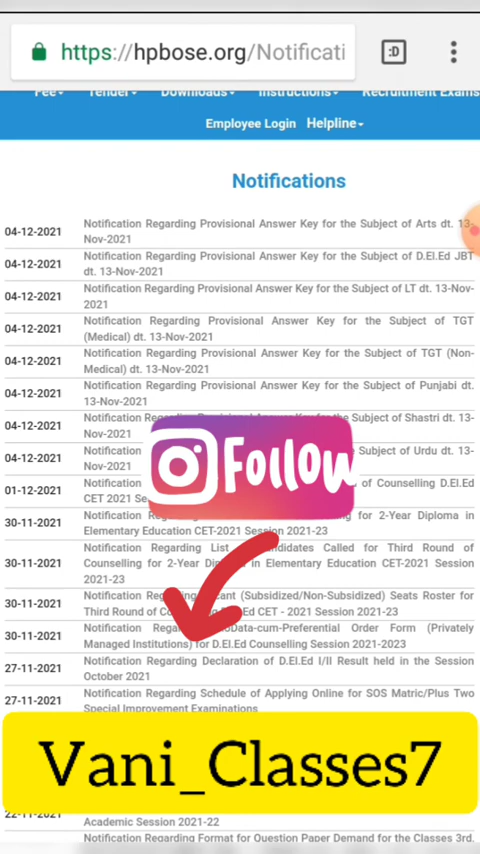 https://hpbose.org/Notificati
:D
Fee
Tender
Downloads
Instructions
Recruitment Exams
Employee Login Helpline
Notifications
04-12-2021 Notification Regarding Provisional Answer Key for the Subject of Arts dt. 13-
Nov-2021
04-12-2021 Notification Regarding Provisional Answer Key for the Subject of D.El.Ed JBT
dt. 13-Nov-2021
04-12-2021 Notification Regarding Provisional Answer Key for the Subject of LT dt. 13-Nov-
2021
04-12-2021 Notification Regarding Provisional Answer Key for the Subject of TGT
(Medical) dt. 13-Nov-2021
04-12-2021 Notification Regarding Provisional Answer Key for the Subject of TGT (Non-
Medical) dt. 13-Nov-2021
04-12-2021 Notification Regarding Provisional Answer Key for the Subject of Punjabi dt.
13-Nov-2021
04-12-2021 Notification Regarding Provisional Answer Key for the Subject of Shastri dt. 13-
Nov-2021
04-12-2021 Notification Subject of Urdu dt. 13-
Nov-2021
01-12-2021 Notification of Counselling D.El.Ed
CET 2021
Follow
30-11-2021 Notification for 2-Year Diploma in
Elementary Education CET-2021 Session 2021-23
30-11-2021 Notification Regarding List Called for Third Round of
Counselling for 2-Year in Elementary Education CET-2021 Session
2021-23
30-11-2021 Notification (Subsidized/Non-Subsidized) Seats Roster for
Third Round of CET - 2021 Session 2021-23
30-11-2021 Notification Data-cum-Preferential Order Form (Privately
Managed Institutions) for D.El.Ed Counselling Session 2021-2023
27-11-2021 Notification Regarding Declaration of D.El.Ed I/II Result held in the Session
October 2021
27-11-2021 Notification Regarding Schedule of Applying Online for SOS Matric/Plus Two
Special Improvement Examinations
Vani_Classes7
22-11-2021
Academic Session 2021-22
Notification Regarding Format for Question Paper Demand for the Classes 3rd,